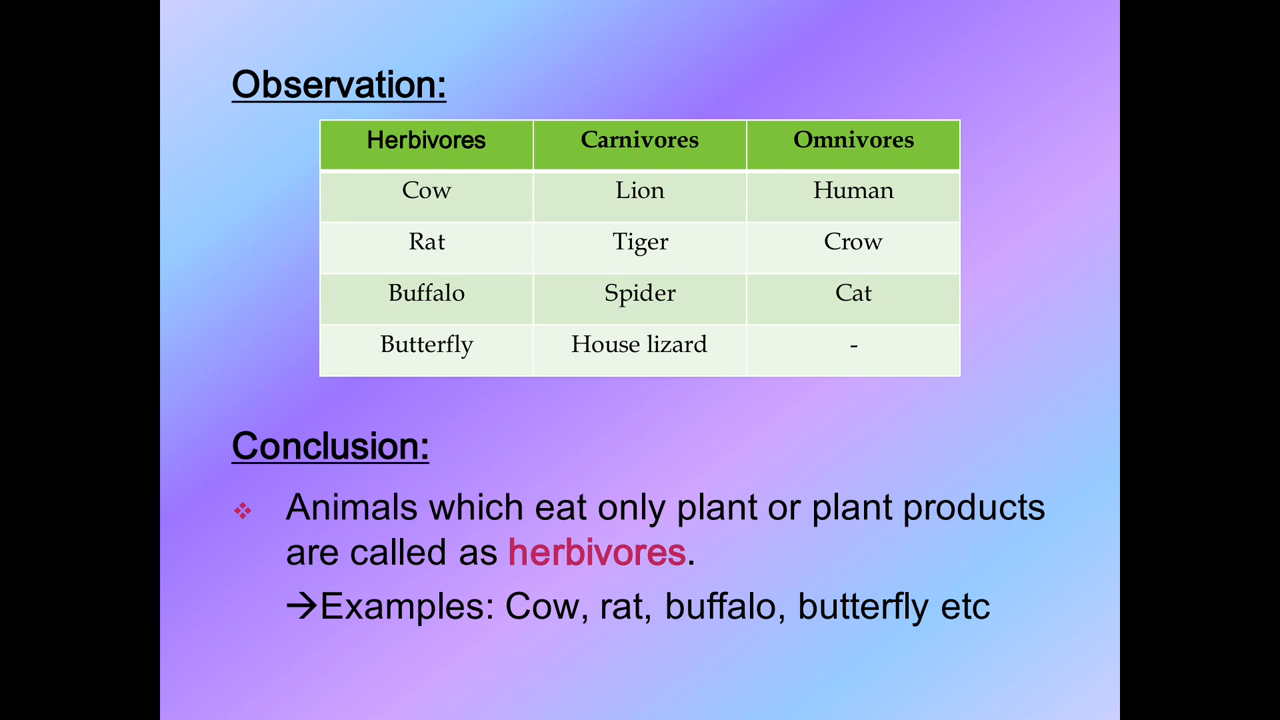 Observation:
Herbivores Carnivores Omnivores
Cow Lion Human
Rat Tiger Crow
Buffalo Spider Cat
Butterfly House lizard -
Conclusion:
❖ Animals which eat only plant or plant products
are called as herbivores.
→Examples: Cow, rat, buffalo, butterfly etc